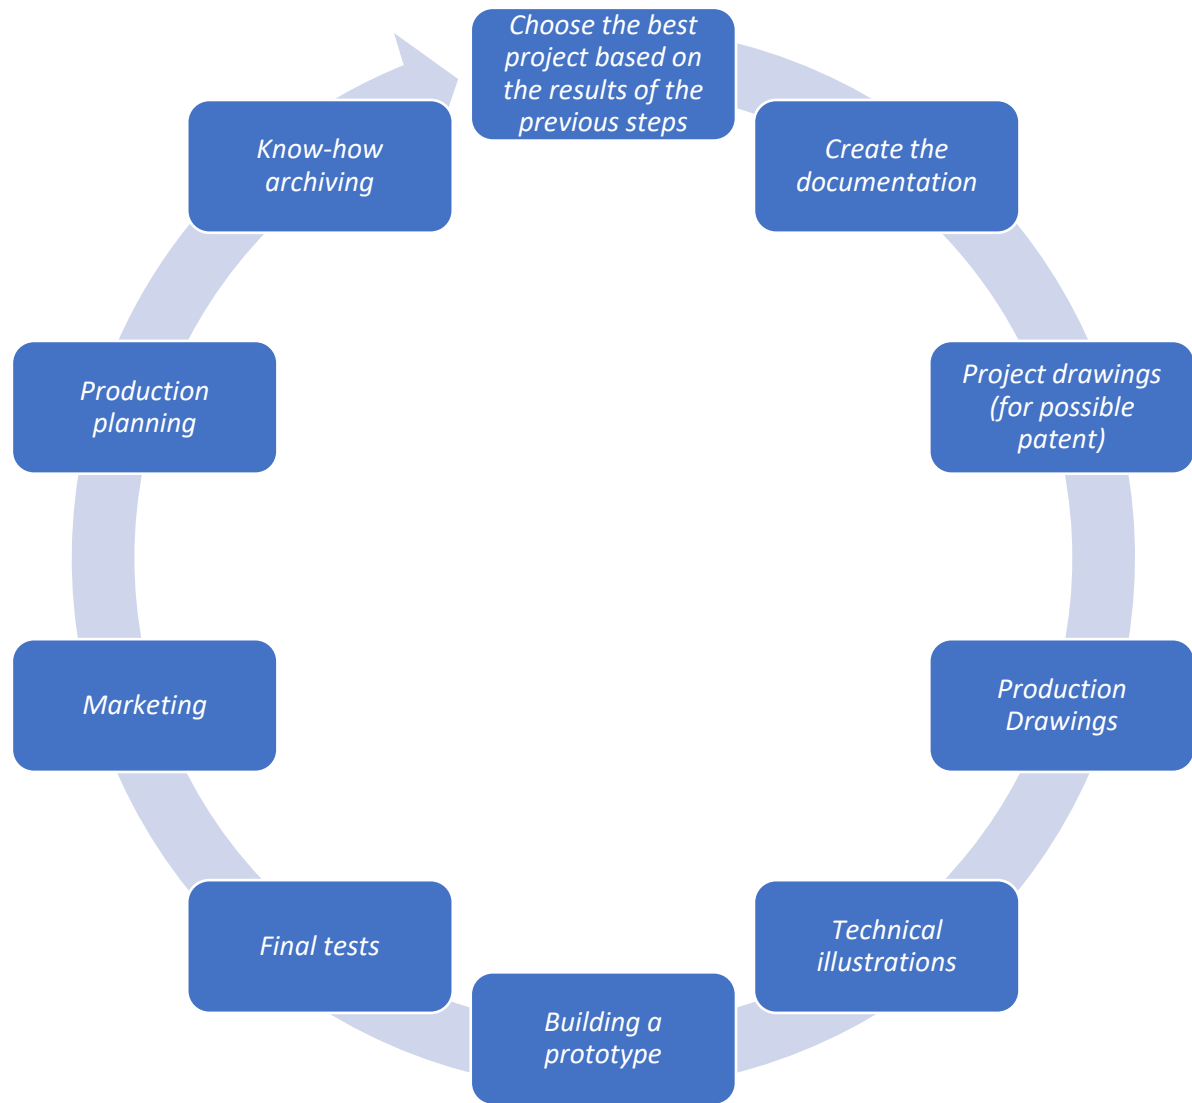 Choose the best
project based on
the results of the
previous steps
Create the
documentation
Project drawings
(for possible
patent)
Production
Drawings
Technical
illustrations
Building a
prototype
Final tests
Marketing
Production
planning
Know-how
archiving